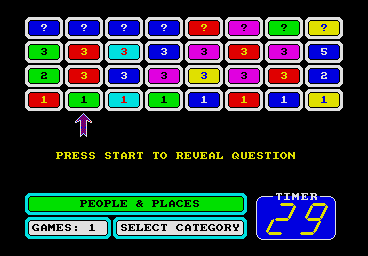 ? ? ? ? ? ? ? ?
3 3 3 3 3 3 3 5
2 3 3 3 3 3 3 2
1 1 1 1 1 1 1 1
PRESS START TO REVEAL QUESTION
PEOPLE & PLACES
GAMES: 1 SELECT CATEGORY
TIMER
29